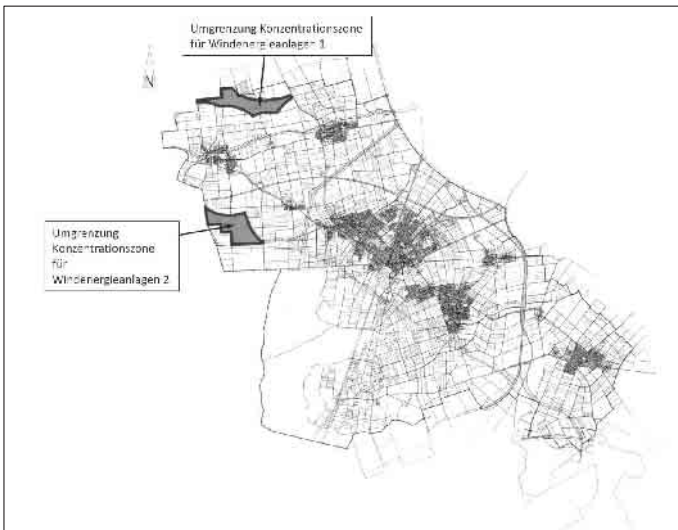 Umgrenzung Konzentrationszone
für Windenergieanlagen 1
N
Umgrenzung
Konzentrationszone
für
Windenergieanlagen 2